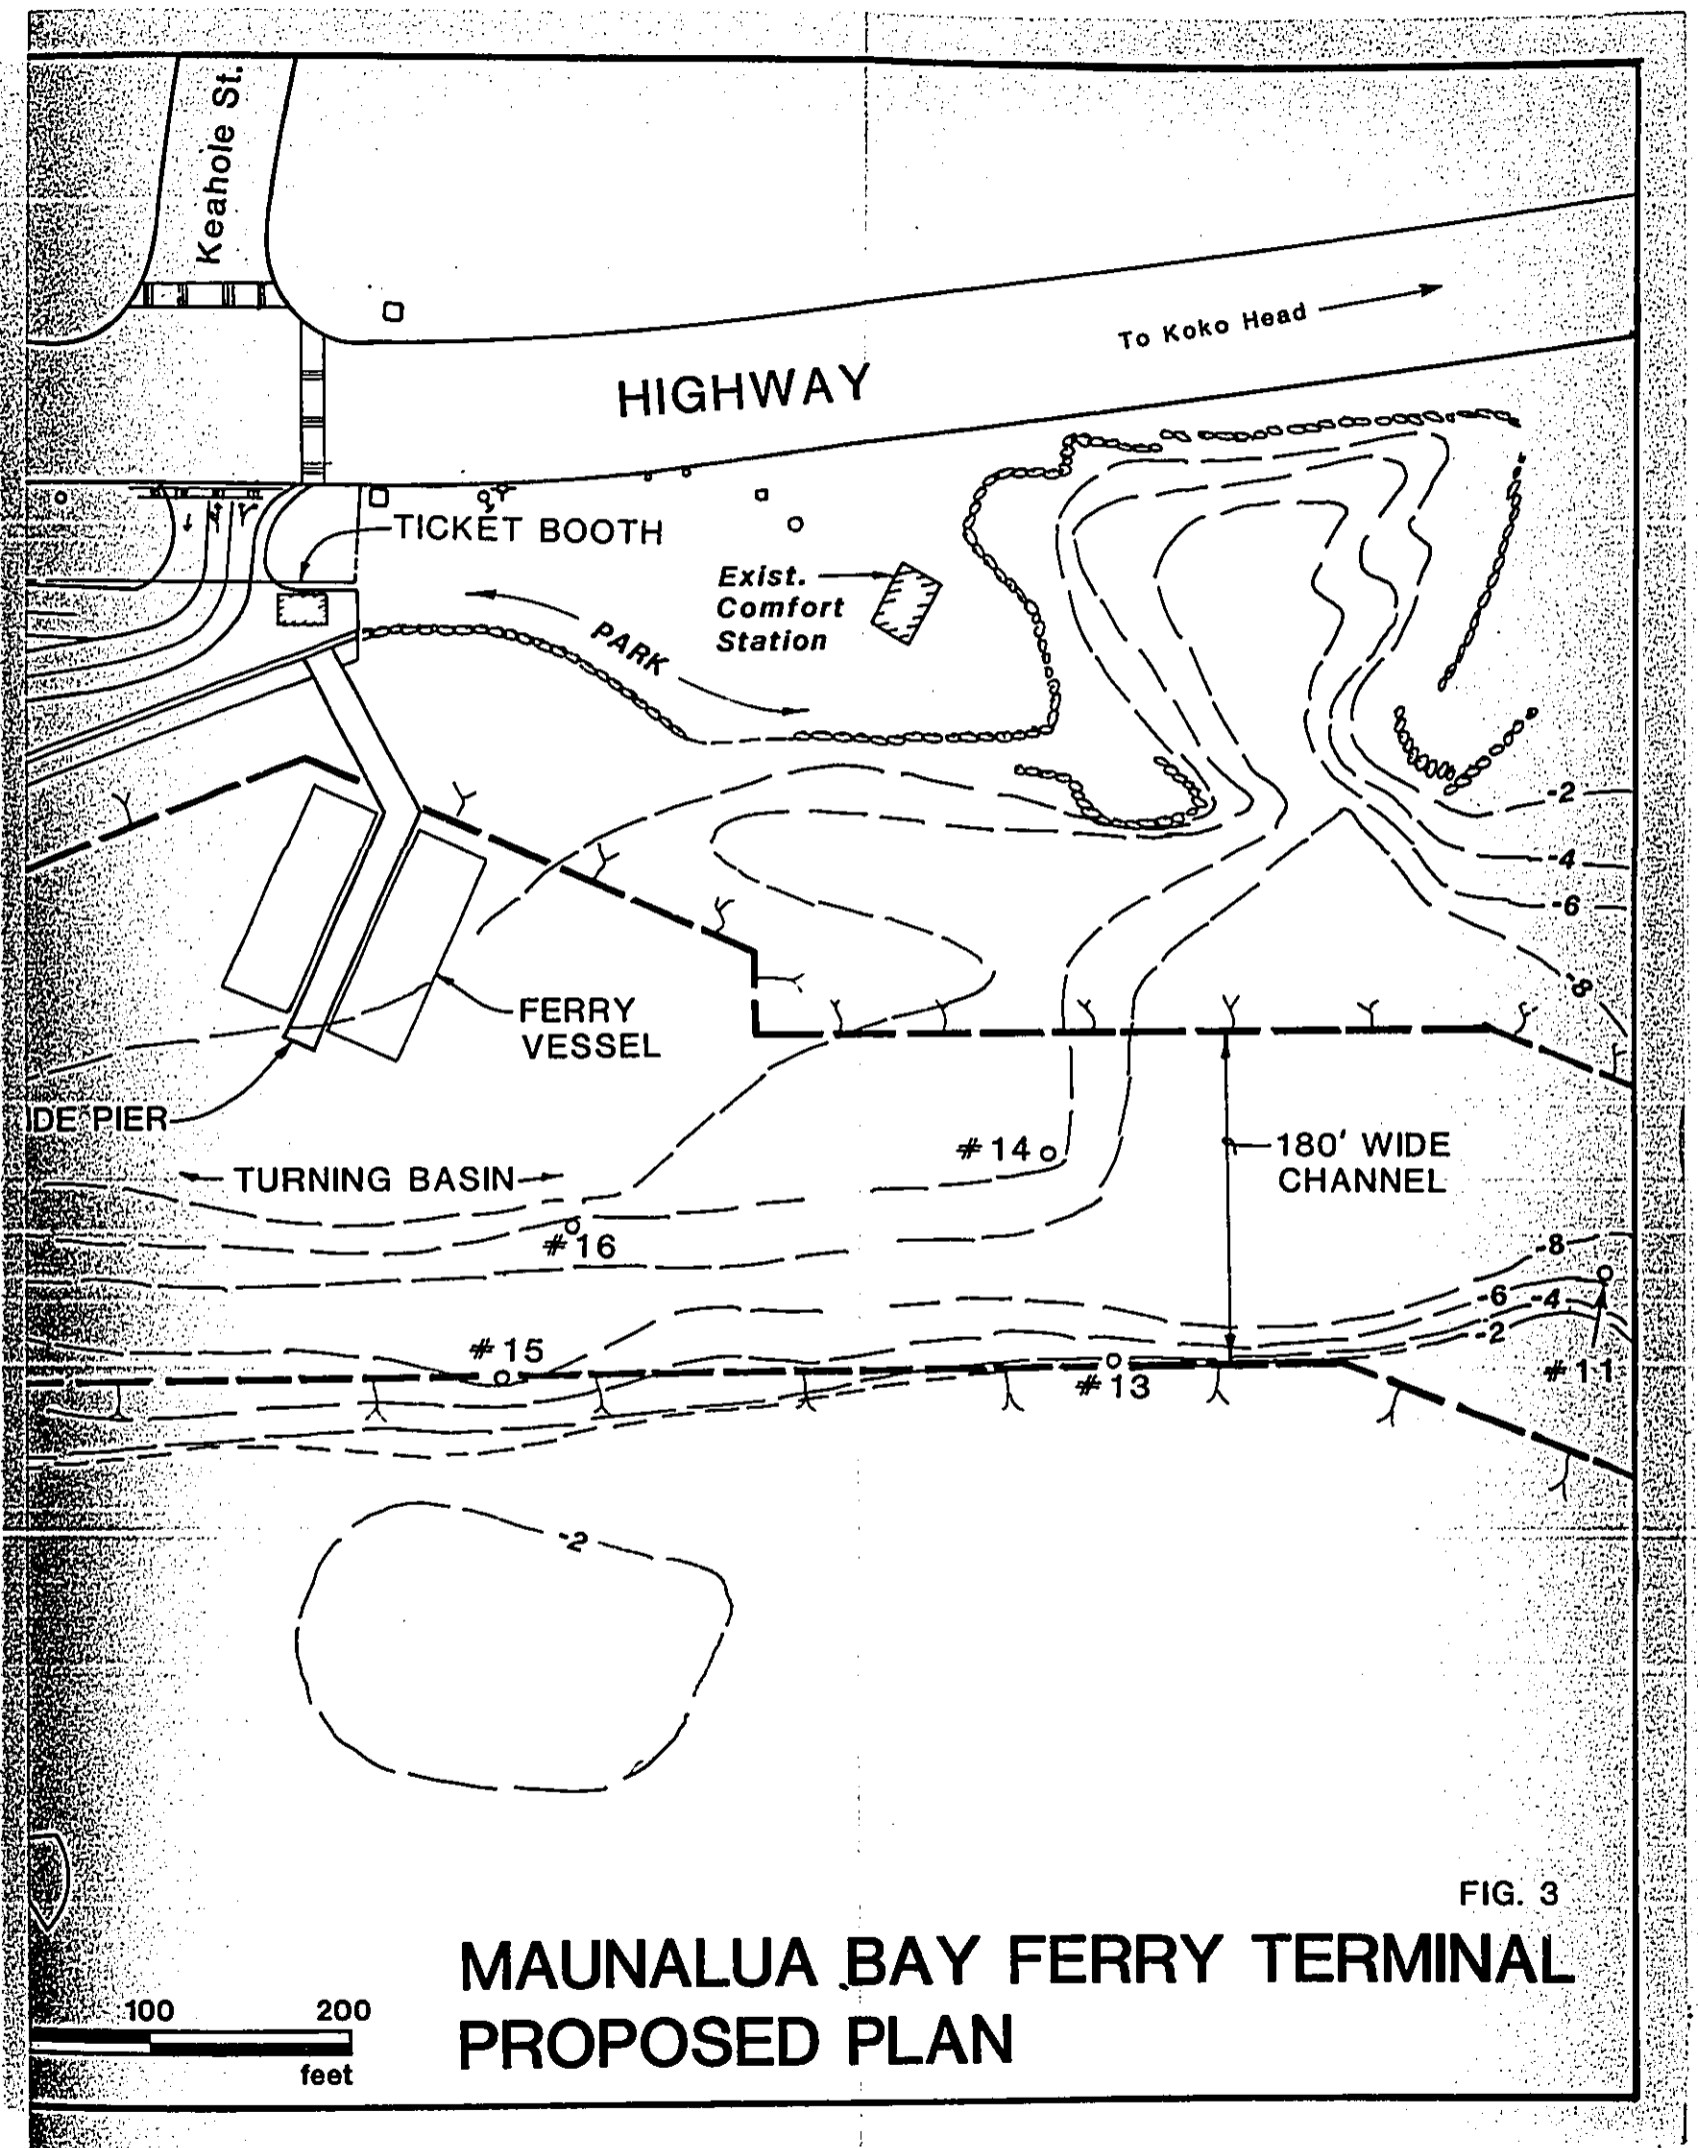 Keahole St.
To Koko Head
HIGHWAY
TICKET BOOTH
Exist.
Comfort
Station
PARK
-2
-4
-6
-8
FERRY
VESSEL
IDE PIER
#14
180' WIDE
CHANNEL
TURNING BASIN
#16
-8
-6
-4
-2
#15
#13
#11
-2
FIG. 3
MAUNALUA BAY FERRY TERMINAL
PROPOSED PLAN
100 200
feet